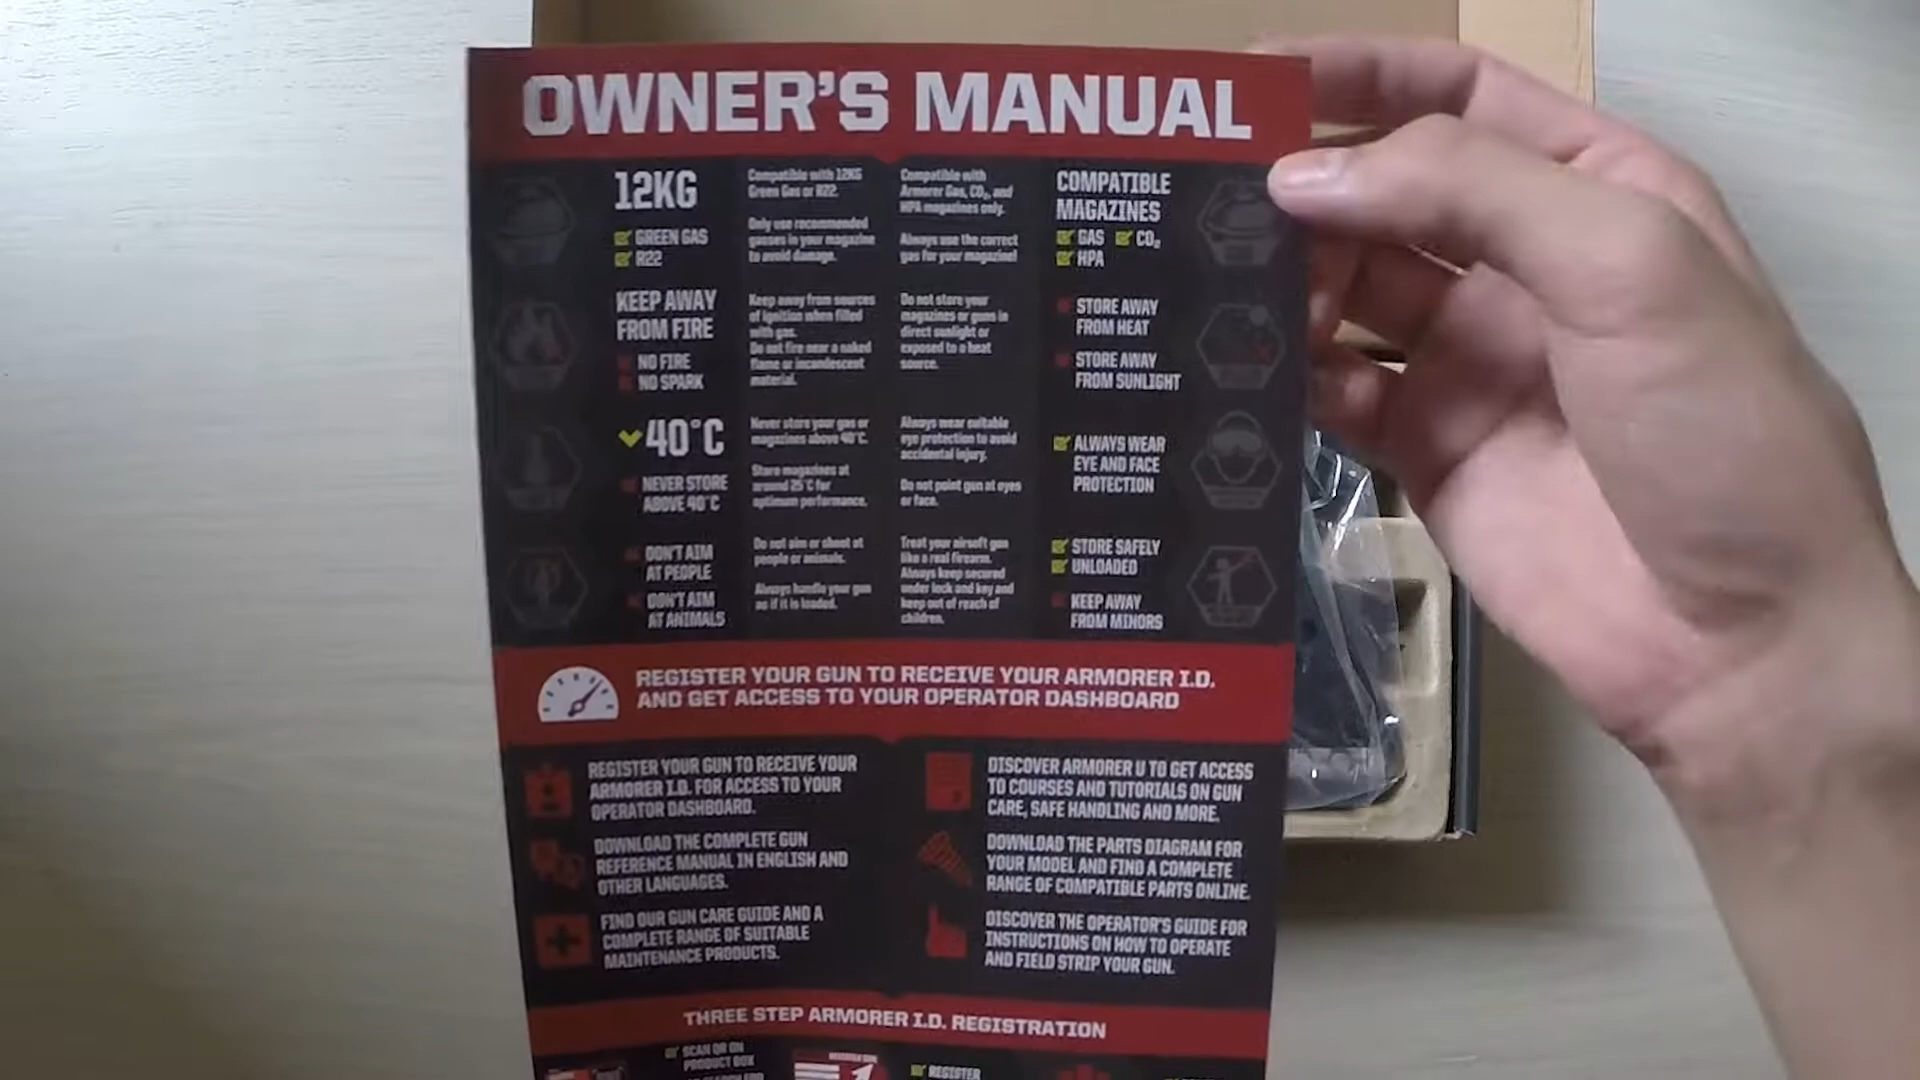 OWNER'S MANUAL
12KG
GREEN GAS
R22
Compatible with 12KG
Green Gas or R22.
Only use recommended
gasses in your magazine
to avoid damage.
Compatible with
Armorer Gas, CO₂, and
HPA magazines only.
Always use the correct
gas for your magazine!
COMPATIBLE
MAGAZINES
GAS CO₂
HPA
KEEP AWAY
FROM FIRE
NO FIRE
NO SPARK
Keep away from sources
of ignition when filled
with gas.
Do not fire near a naked
flame or incandescent
material.
Do not store your
magazines or guns in
direct sunlight or
exposed to a heat
source.
STORE AWAY
FROM HEAT
STORE AWAY
FROM SUNLIGHT
40°C
NEVER STORE
ABOVE 40°C
Never store your gas or
magazines above 40°C.
Store magazines at
around 25°C for
optimum performance.
Always wear suitable
eye protection to avoid
accidental injury.
Do not point gun at eyes
or face.
ALWAYS WEAR
EYE AND FACE
PROTECTION
DON'T AIM
AT PEOPLE
DON'T AIM
AT ANIMALS
Do not aim or shoot at
people or animals.
Always handle your gun
as if it is loaded.
Treat your airsoft gun
like a real firearm.
Always keep secured
under lock and key and
keep out of reach of
children.
STORE SAFELY
UNLOADED
KEEP AWAY
FROM MINORS
REGISTER YOUR GUN TO RECEIVE YOUR ARMORER I.D.
AND GET ACCESS TO YOUR OPERATOR DASHBOARD
REGISTER YOUR GUN TO RECEIVE YOUR
ARMORER I.D. FOR ACCESS TO YOUR
OPERATOR DASHBOARD.
DOWNLOAD THE COMPLETE GUN
REFERENCE MANUAL IN ENGLISH AND
OTHER LANGUAGES.
FIND OUR GUN CARE GUIDE AND A
COMPLETE RANGE OF SUITABLE
MAINTENANCE PRODUCTS.
DISCOVER ARMORER U TO GET ACCESS
TO COURSES AND TUTORIALS ON GUN
CARE, SAFE HANDLING AND MORE.
DOWNLOAD THE PARTS DIAGRAM FOR
YOUR MODEL AND FIND A COMPLETE
RANGE OF COMPATIBLE PARTS ONLINE.
DISCOVER THE OPERATOR'S GUIDE FOR
INSTRUCTIONS ON HOW TO OPERATE
AND FIELD STRIP YOUR GUN.
THREE STEP ARMORER I.D. REGISTRATION
SCAN QR ON
PRODUCT BOX
1
REGISTER